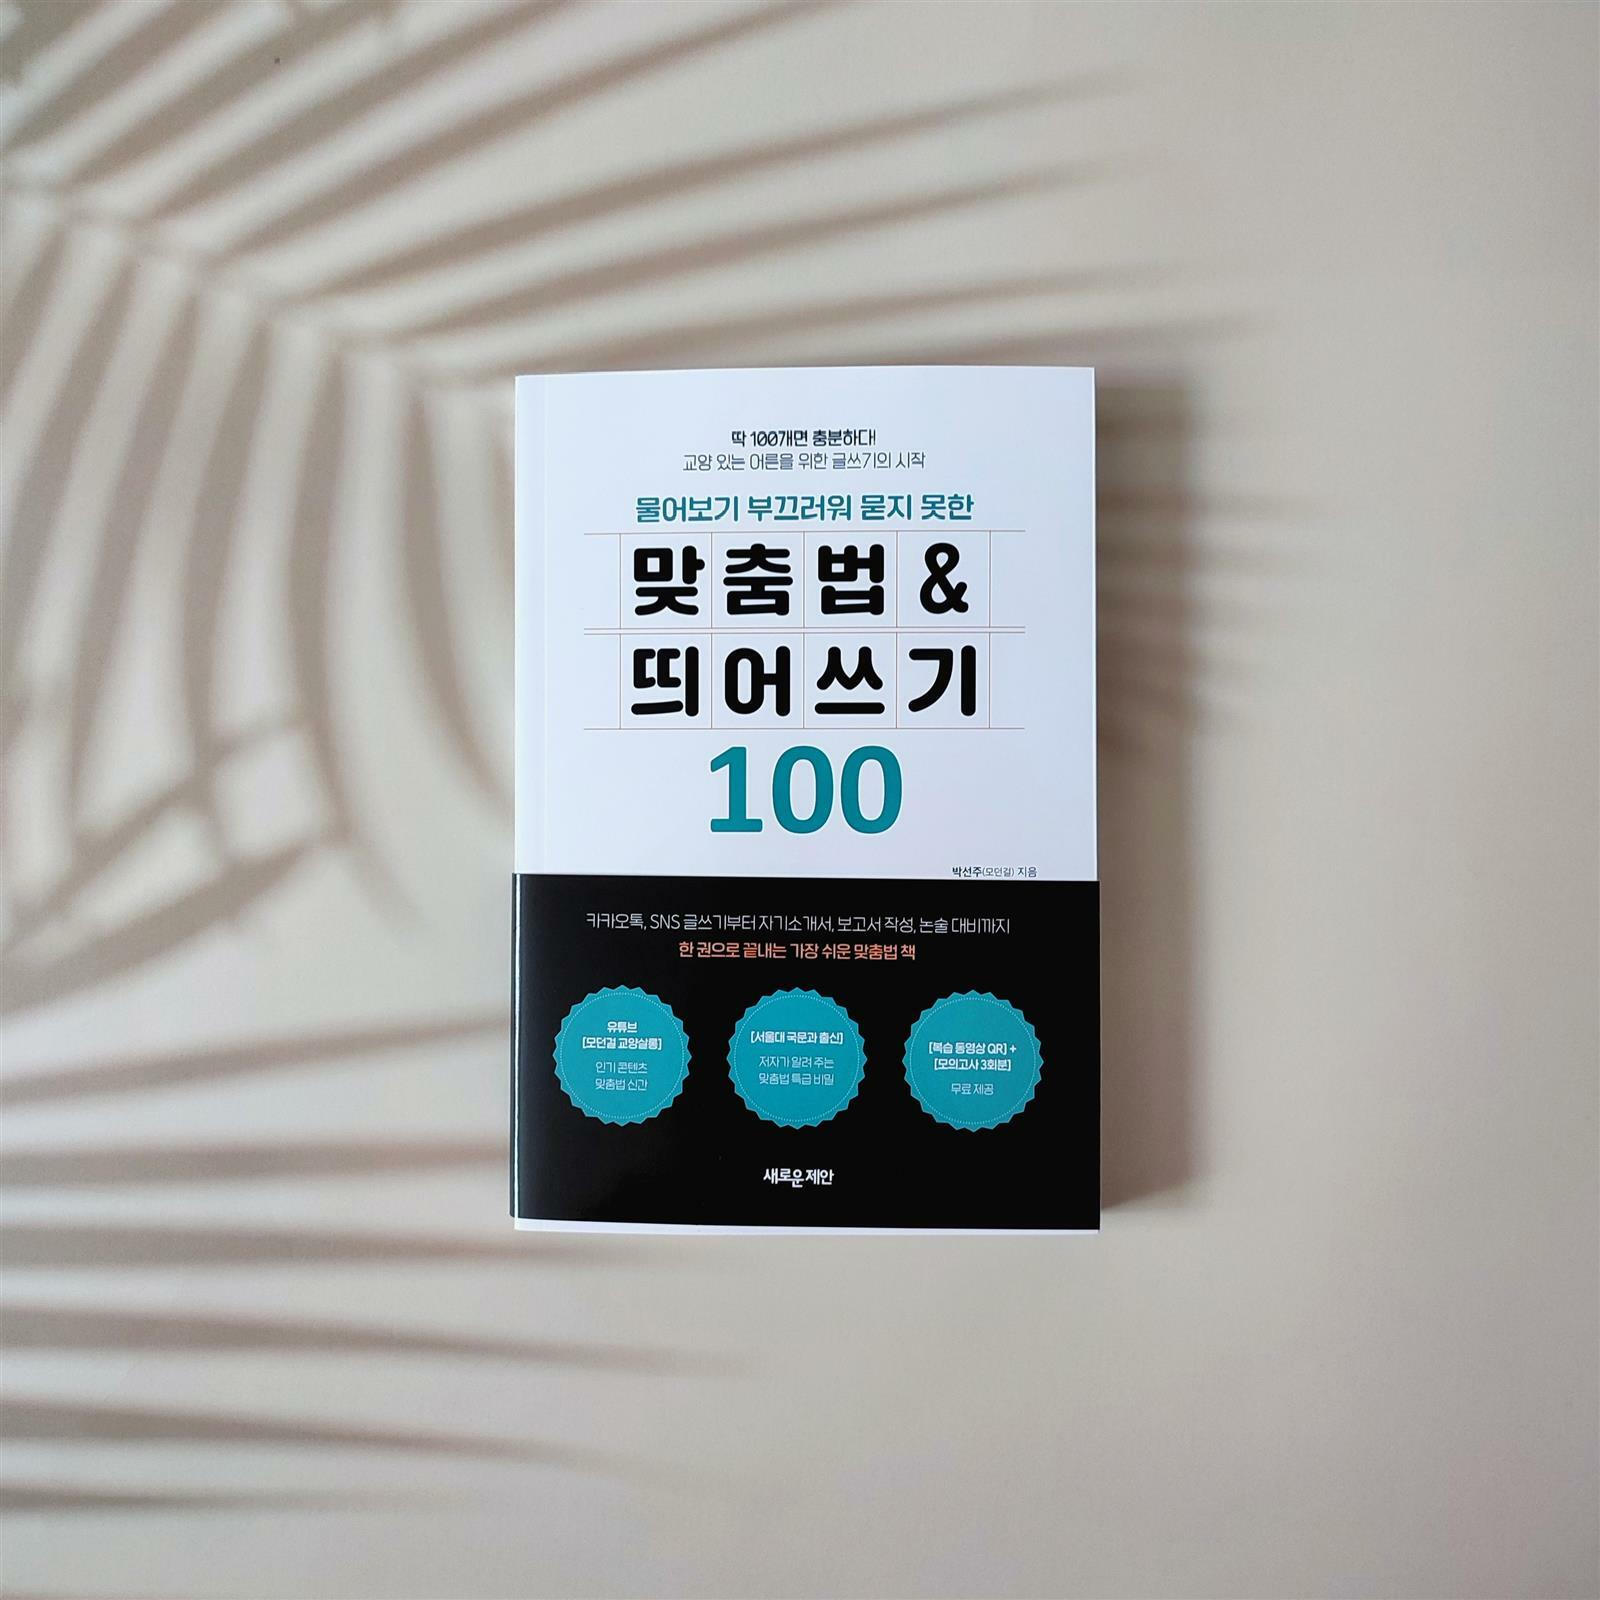 딱 100개면 충분하다!
교양 있는 어른을 위한 글쓰기의 시작
물어보기 부끄러워 묻지 못한
맞춤법 &
띄어쓰기
100
박선주(모던걸) 지음
카카오톡, SNS 글쓰기부터 자기소개서, 보고서 작성, 논술 대비까지
한 권으로 끝내는 가장 쉬운 맞춤법 책
유튜브
[모던걸 교양살롱]
인기 콘텐츠
맞춤법 신간
[서울대 국문과 출신]
저자가 알려 주는
맞춤법 특급 비밀
[복습 동영상 QR] +
[모의고사 3회분]
무료 제공
새로운 제안